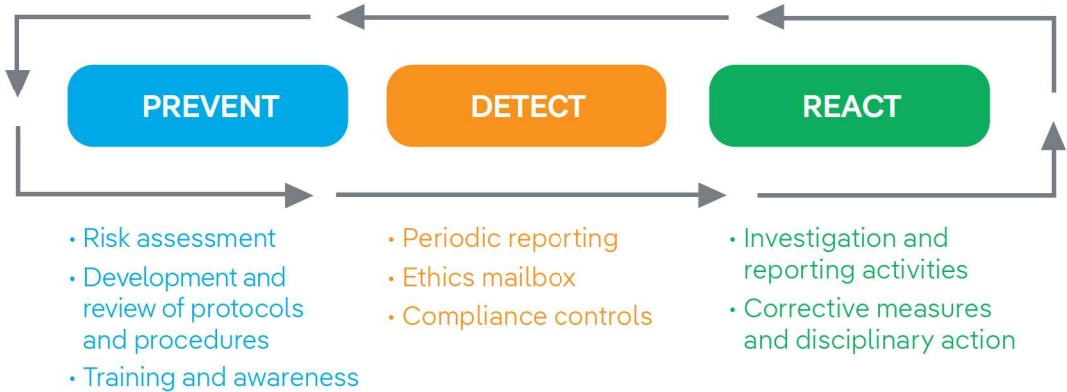 PREVENT
DETECT
REACT
• Risk assessment
• Development and
review of protocols
and procedures
• Training and awareness
• Periodic reporting
• Ethics mailbox
• Compliance controls
• Investigation and
reporting activities
• Corrective measures
and disciplinary action